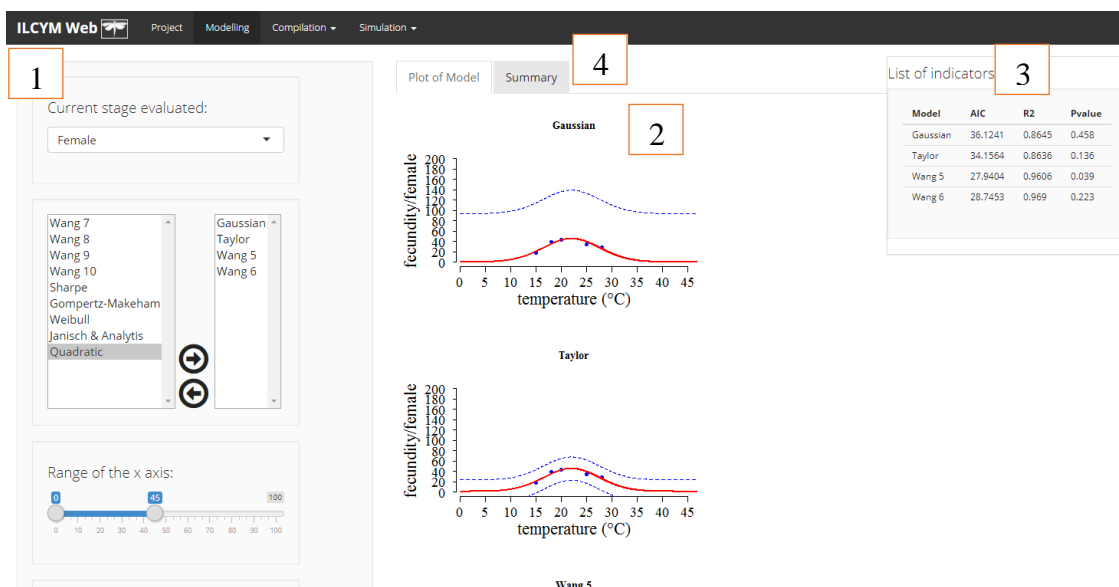 ILCYM Web Project Modelling Compilation Simulation
1
Current stage evaluated:
Female
Wang 7
Wang 8
Wang 9
Wang 10
Sharpe
Gompertz-Makeham
Weibull
Janisch & Analytis
Quadratic
Gaussian
Taylor
Wang 5
Wang 6
Range of the x axis:
0 45 100
0 10 20 30 40 50 60 70 80 90 100
Plot of Model Summary
4
2
Gaussian
fecundity/female
200
180
160
140
120
100
80
60
40
20
0
0 5 10 15 20 25 30 35 40 45
temperature (°C)
Taylor
fecundity/female
200
180
160
140
120
100
80
60
40
20
0
0 5 10 15 20 25 30 35 40 45
temperature (°C)
Wang 5
List of indicators
3
Model AIC R2 Pvalue
Gaussian 36.1241 0.8645 0.458
Taylor 34.1564 0.8636 0.136
Wang 5 27.9404 0.9606 0.039
Wang 6 28.7453 0.969 0.223